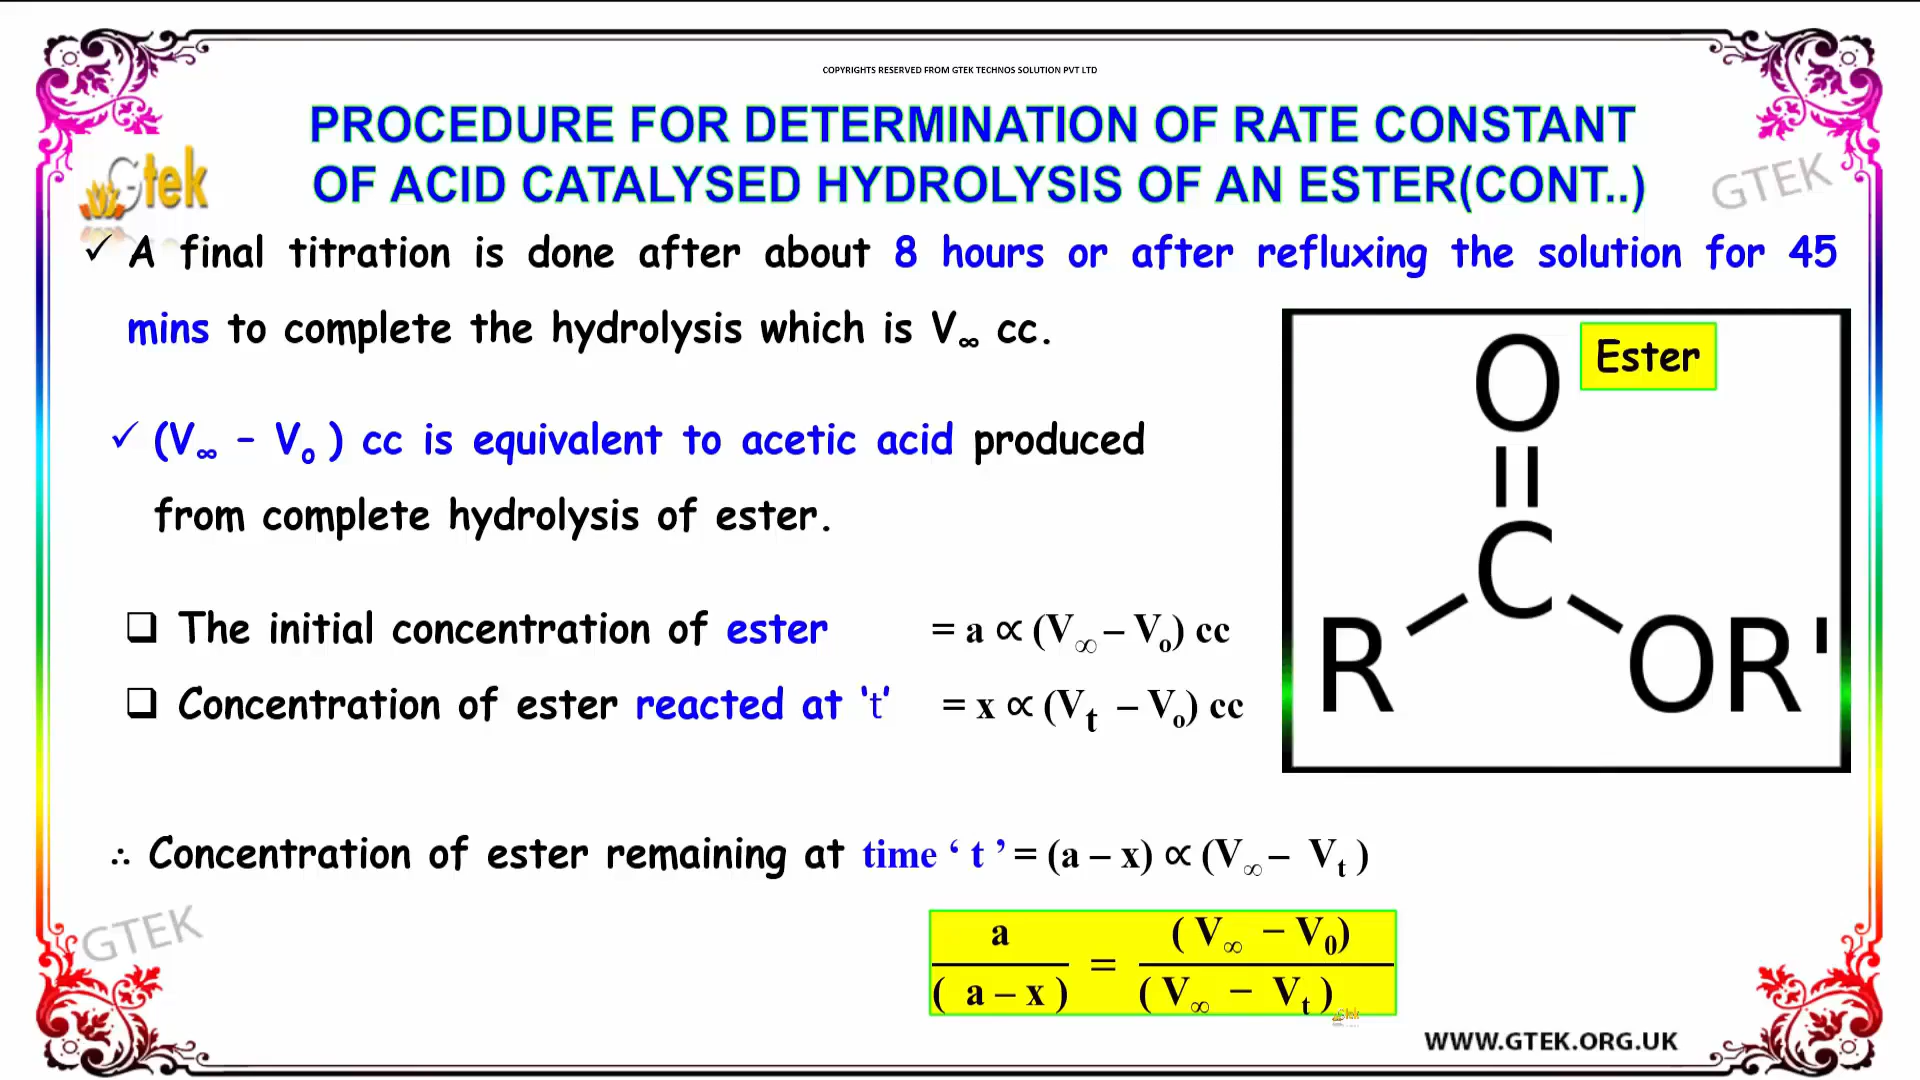 COPYRIGHTS RESERVED FROM GTEK TECHNOS SOLUTION PVT LTD
PROCEDURE FOR DETERMINATION OF RATE CONSTANT
OF ACID CATALYSED HYDROLYSIS OF AN ESTER(CONT..)
Gtek
GTEK
✓ A final titration is done after about 8 hours or after refluxing the solution for 45
mins to complete the hydrolysis which is V∞ cc.
Ester
O
C
R OR'
✓ (V∞ – Vo ) cc is equivalent to acetic acid produced
from complete hydrolysis of ester.
❑ The initial concentration of ester = a ∝ (V∞ – Vo) cc
❑ Concentration of ester reacted at 't' = x ∝ (Vt – Vo) cc
∴ Concentration of ester remaining at time ‘ t ’ = (a – x) ∝ (V∞ – Vt )
GTEK
a ( V∞ − V0)
=
( a – x ) ( V∞ − Vt )
Gtek
WWW.GTEK.ORG.UK